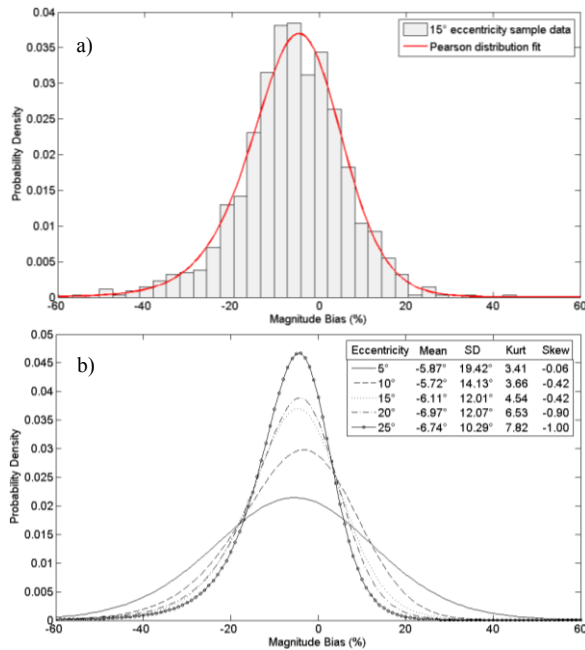 a)
15° eccentricity sample data
Pearson distribution fit
0.04
0.035
0.03
0.025
0.02
0.015
0.01
0.005
0
Probability Density
-60 -40 -20 0 20 40 60
Magnitude Bias (%)
b)
Eccentricity Mean SD Kurt Skew
5° -5.87° 19.42° 3.41 -0.06
10° -5.72° 14.13° 3.66 -0.42
15° -6.11° 12.01° 4.54 -0.42
20° -6.97° 12.07° 6.53 -0.90
25° -6.74° 10.29° 7.82 -1.00
0.05
0.045
0.04
0.035
0.03
0.025
0.02
0.015
0.01
0.005
0
Probability Density
-60 -40 -20 0 20 40 60
Magnitude Bias (%)